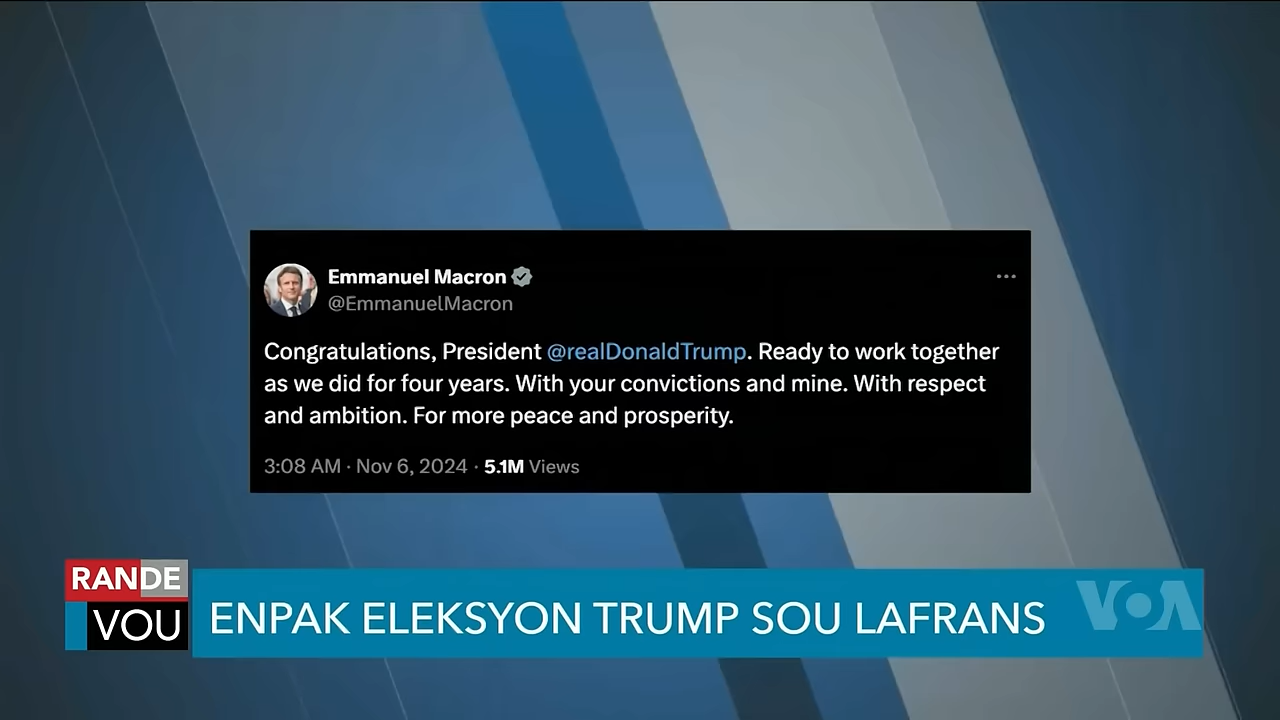 Emmanuel Macron
@EmmanuelMacron
Congratulations, President @realDonaldTrump. Ready to work together
as we did for four years. With your convictions and mine. With respect
and ambition. For more peace and prosperity.
3:08 AM · Nov 6, 2024 · 5.1M Views
RANDE
VOU
ENPAK ELEKSYON TRUMP SOU LAFRANS
VOA